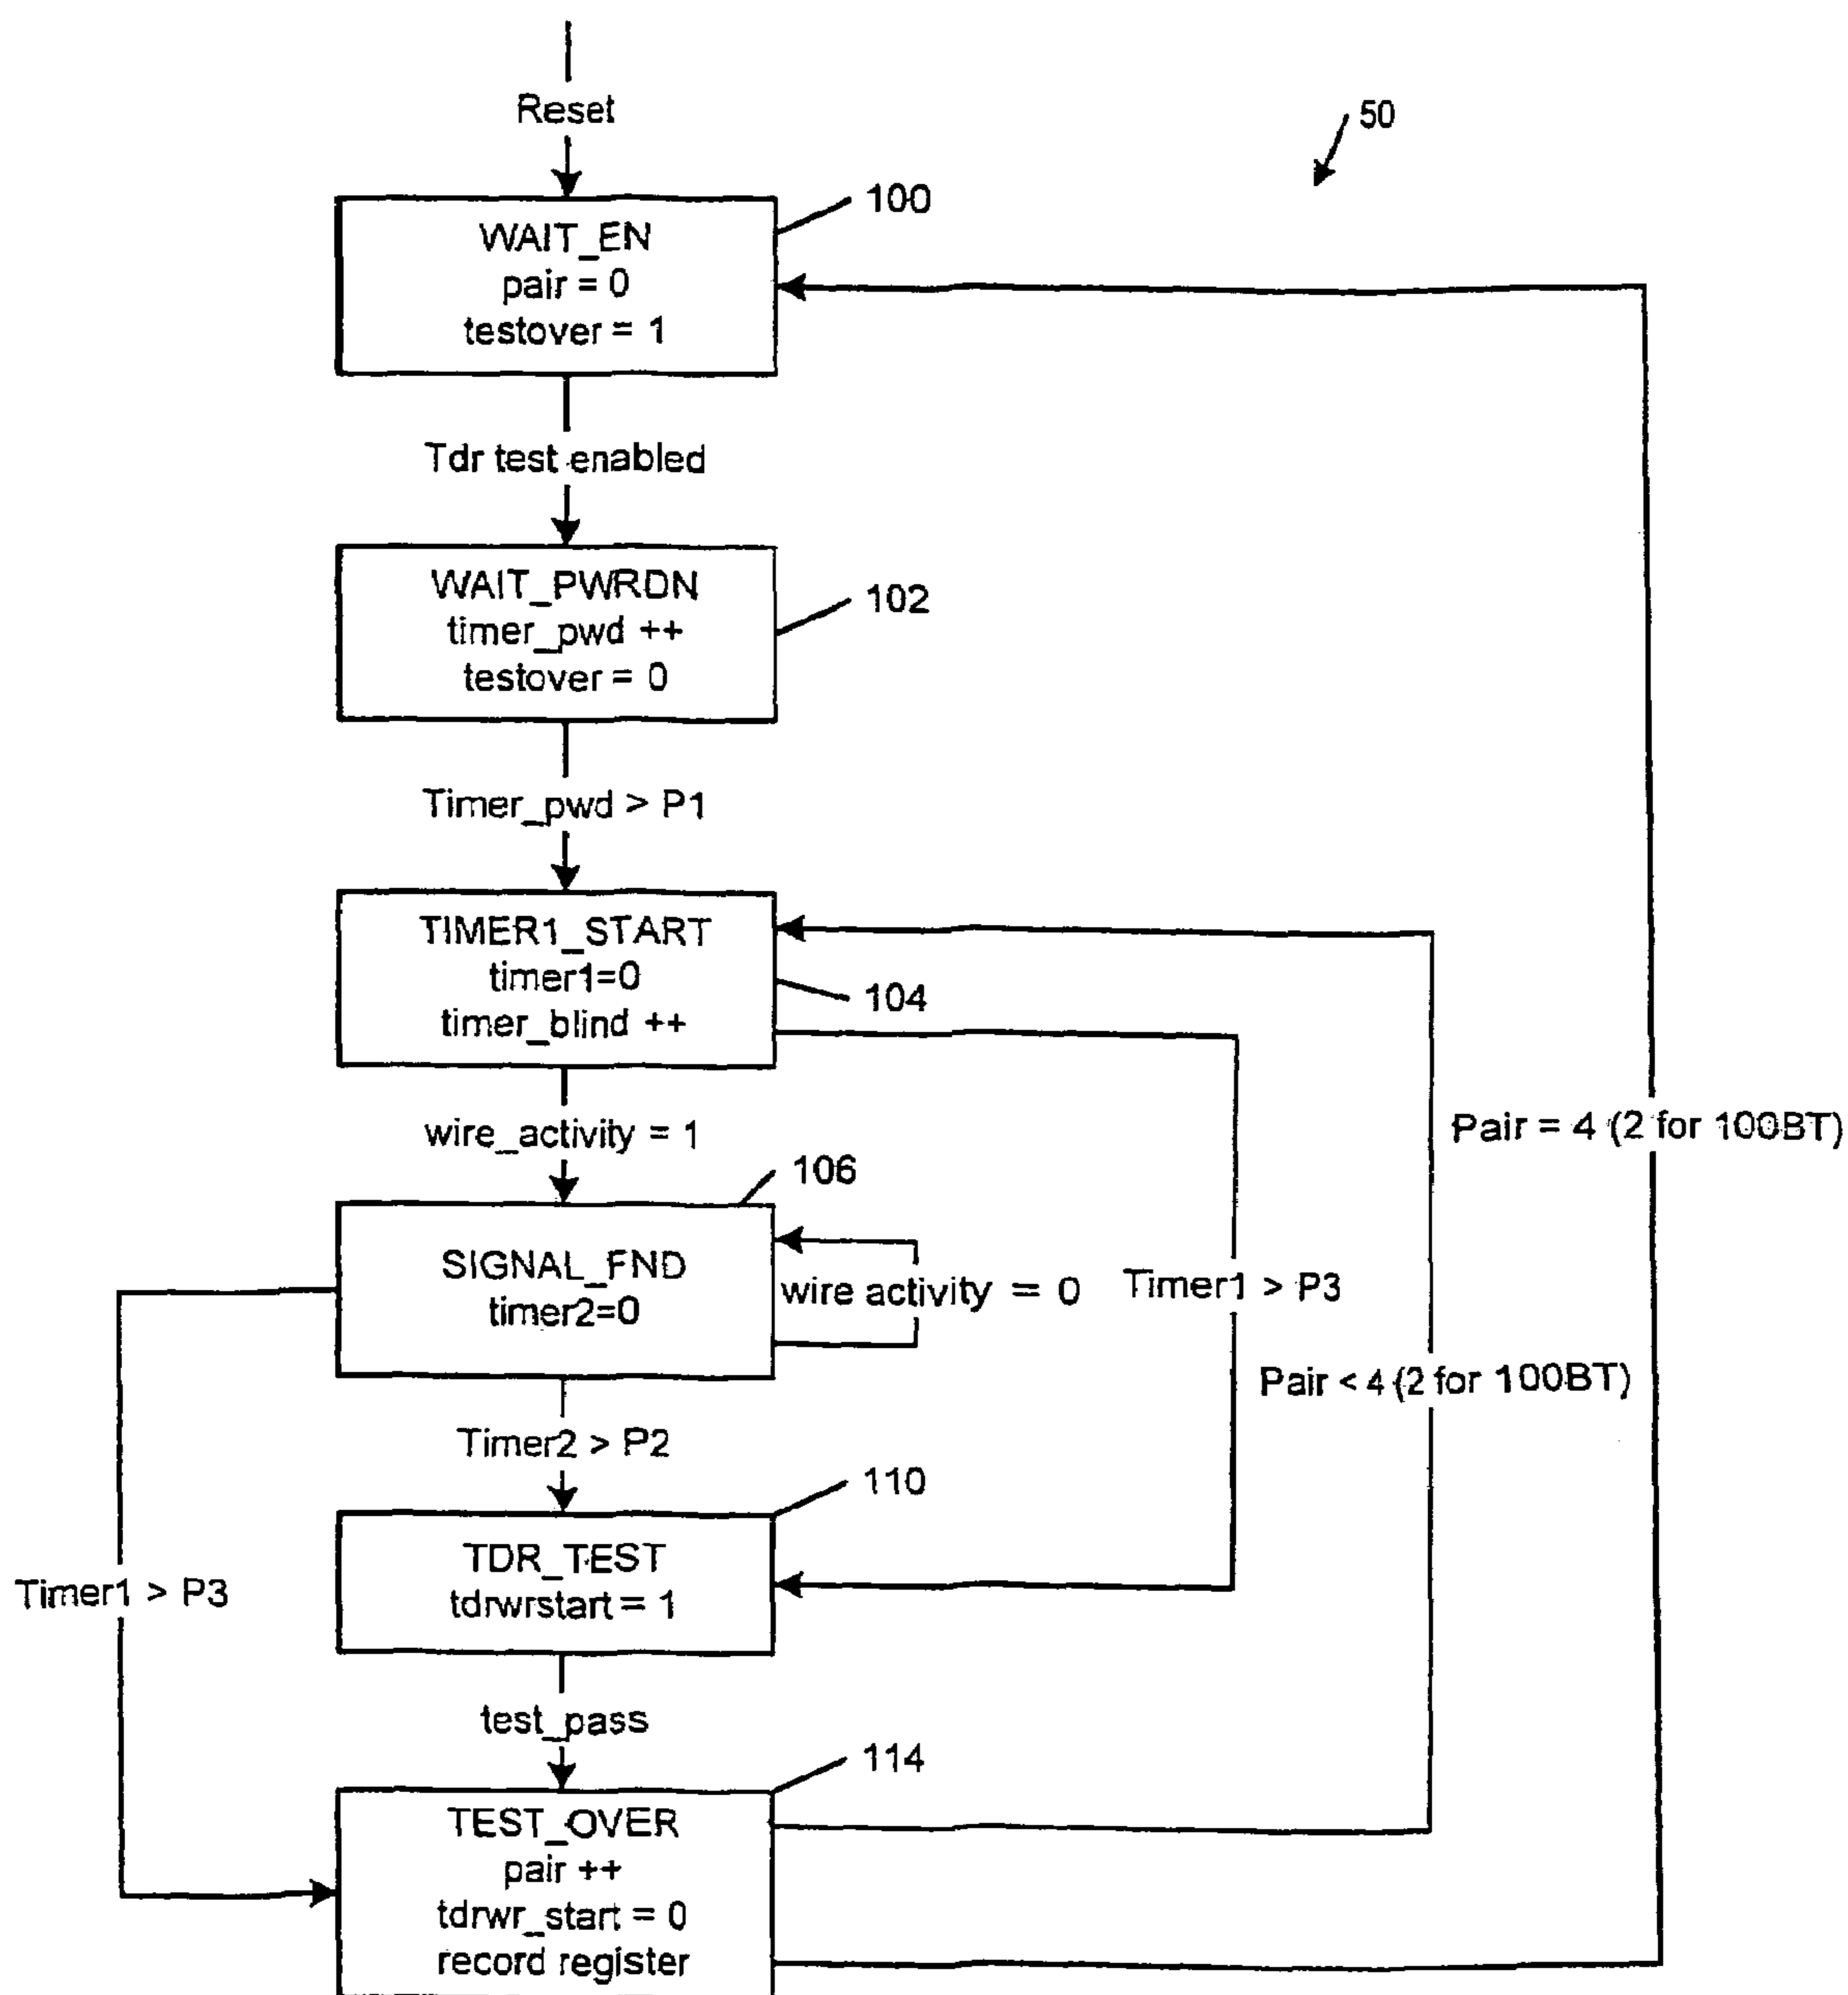 Reset
50
100
WAIT_EN
pair = 0
testover = 1
Tdr test enabled
WAIT_PWRDN
timer_pwd ++
testover = 0
102
Timer_pwd > P1
TIMER1_START
timer1=0
timer_blind ++
104
wire_activity = 1
Pair = 4 (2 for 100BT)
106
SIGNAL_FND
timer2=0
wire activity = 0
Timer1 > P3
Pair < 4 (2 for 100BT)
Timer2 > P2
110
TDR_TEST
tdrwrstart = 1
Timer1 > P3
test_pass
114
TEST_OVER
pair ++
tdrwr_start = 0
record register